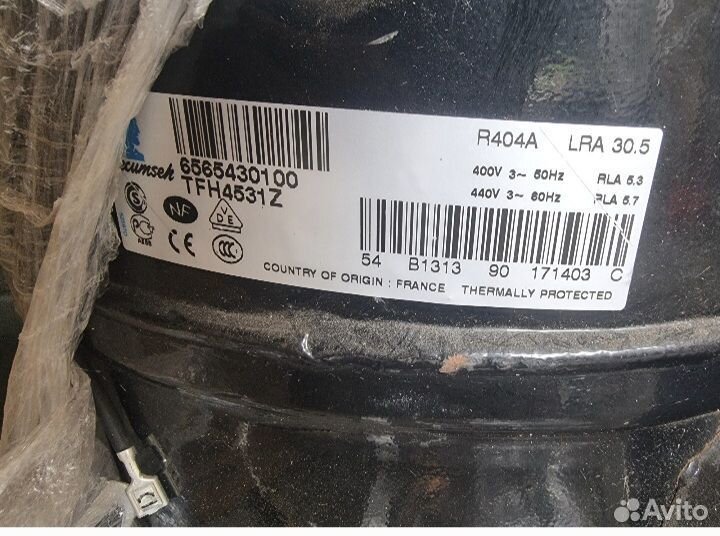 6565430100
TFH4531Z
NF
DE
CE
R404A LRA 30.5
400V 3~ 50Hz RLA 5.3
440V 3~ 60Hz RLA 5.7
54 B1313 90 171403 C
COUNTRY OF ORIGIN : FRANCE THERMALLY PROTECTED
Avito